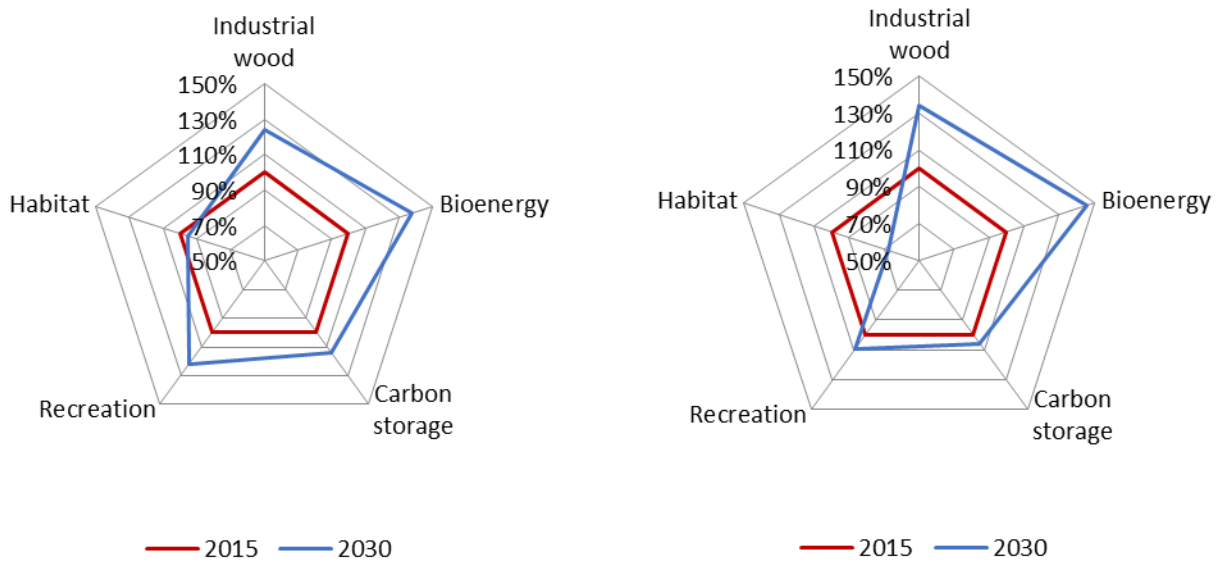 Industrial
wood
150%
130%
110%
90%
70%
50%
Habitat
Bioenergy
Recreation
Carbon
storage
2015
2030
Industrial
wood
150%
130%
110%
90%
70%
50%
Habitat
Bioenergy
Recreation
Carbon
storage
2015
2030